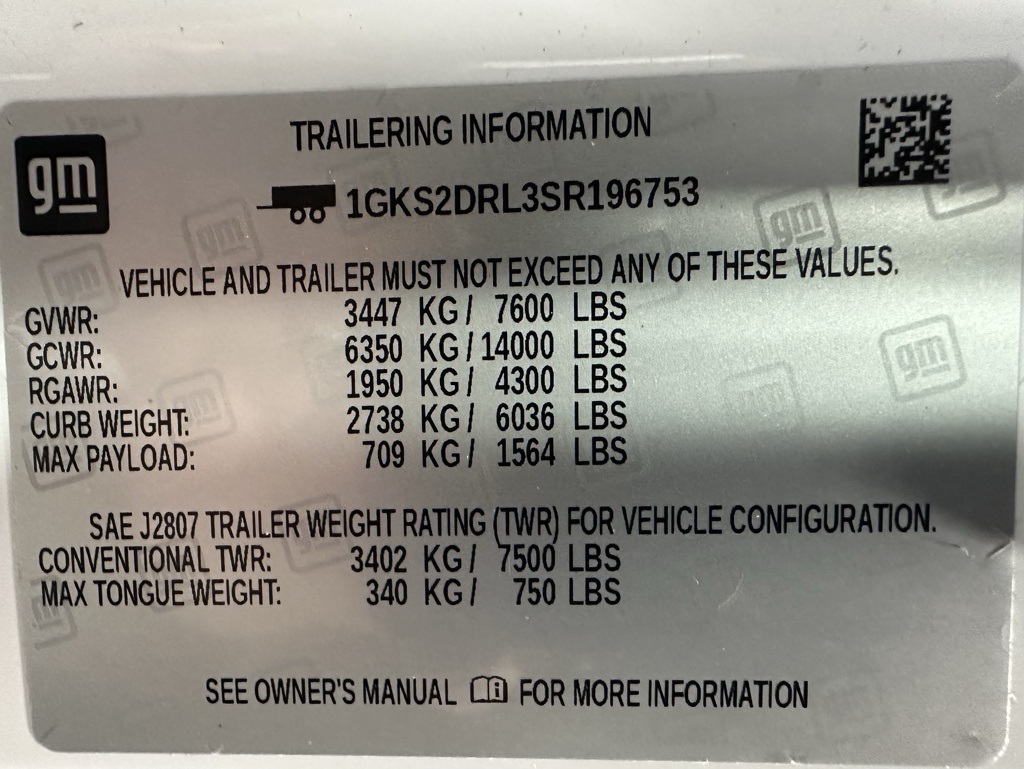 gm
TRAILERING INFORMATION
1GKS2DRL3SR196753
VEHICLE AND TRAILER MUST NOT EXCEED ANY OF THESE VALUES.
GVWR: 3447 KG/ 7600 LBS
GCWR: 6350 KG/14000 LBS
RGAWR: 1950 KG/ 4300 LBS
CURB WEIGHT: 2738 KG/ 6036 LBS
MAX PAYLOAD: 709 KG/ 1564 LBS
SAE J2807 TRAILER WEIGHT RATING (TWR) FOR VEHICLE CONFIGURATION.
CONVENTIONAL TWR: 3402 KG/ 7500 LBS
MAX TONGUE WEIGHT: 340 KG/ 750 LBS
SEE OWNER'S MANUAL FOR MORE INFORMATION